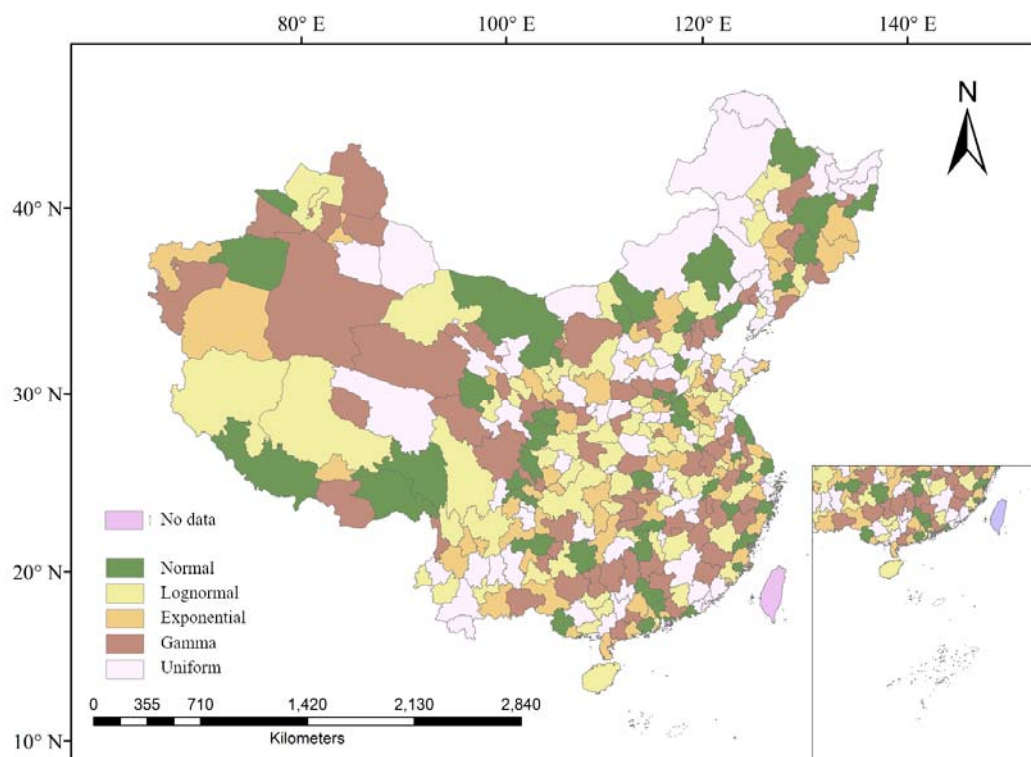 80° E 100° E 120° E 140° E
N
40° N
30° N
20° N
10° N
No data
Normal
Lognormal
Exponential
Gamma
Uniform
0 355 710 1,420 2,130 2,840
Kilometers